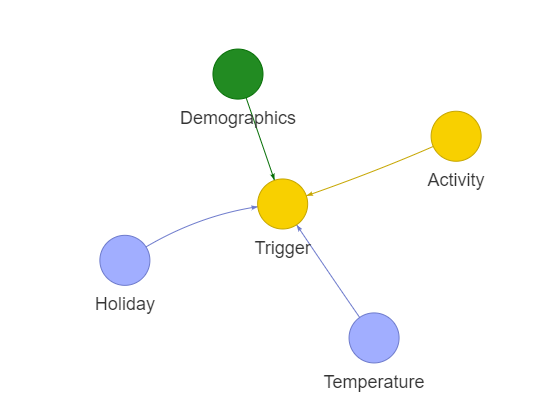 Demographics
Activity
Trigger
Holiday
Temperature